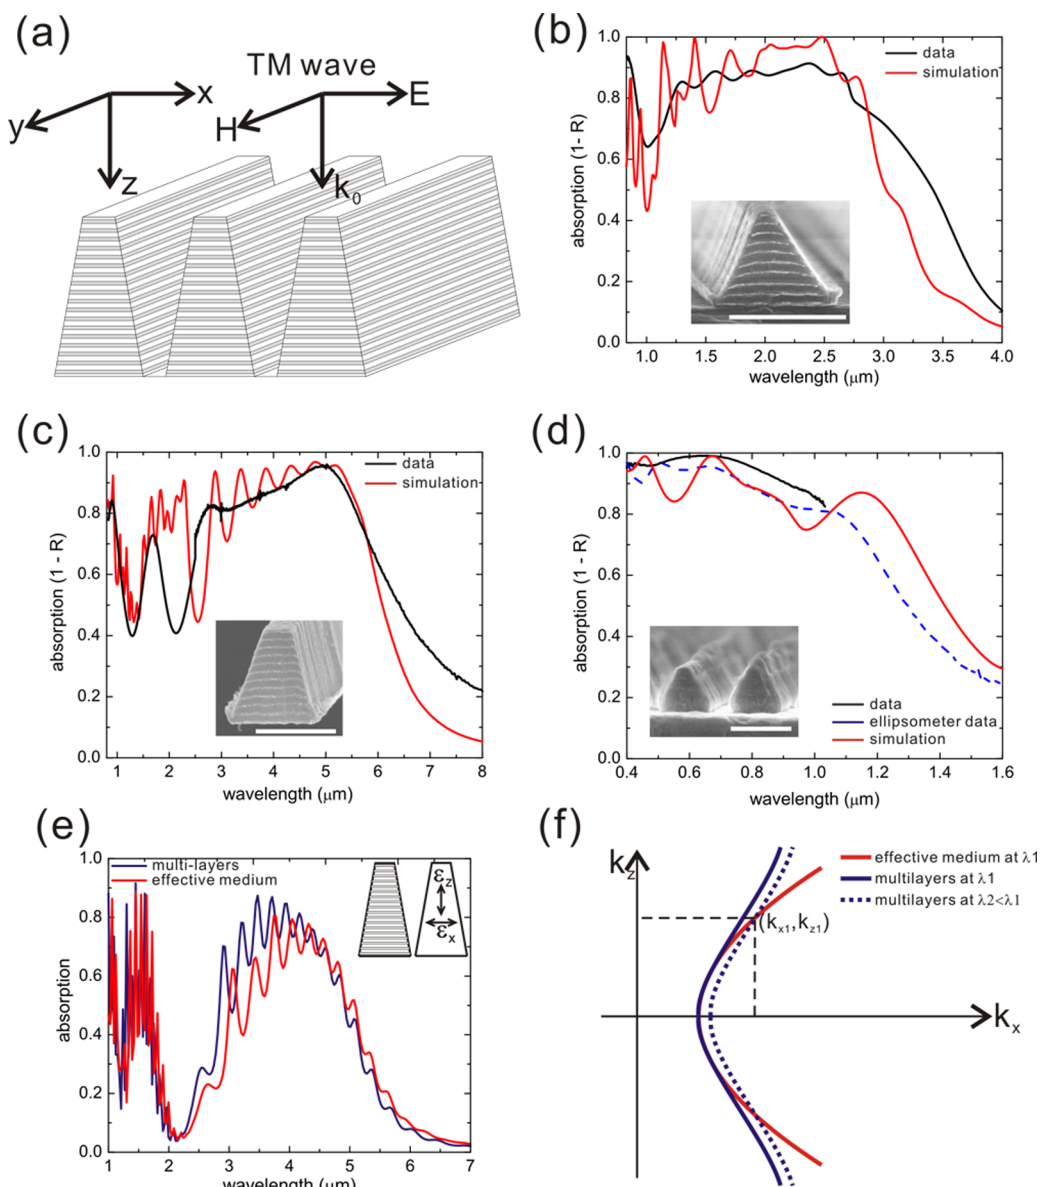 (a)
TM wave
x
E
y
H
z
k0
(b)
1.0
0.8
0.6
0.4
0.2
0.0
absorption (1- R)
data
simulation
1.0 1.5 2.0 2.5 3.0 3.5 4.0
wavelength (μm)
(c)
1.0
0.8
0.6
0.4
0.2
0.0
absorption (1 - R)
data
simulation
1 2 3 4 5 6 7 8
wavelength (μm)
(d)
1.0
0.8
0.6
0.4
0.2
0.0
absorption (1 - R)
data
ellipsometer data
simulation
0.4 0.6 0.8 1.0 1.2 1.4 1.6
wavelength (μm)
(e)
1.0
0.8
0.6
0.4
0.2
0.0
absorption
multi-layers
effective medium
εz
εx
1 2 3 4 5 6 7
wavelength (μm)
(f)
kz
effective medium at λ1
multilayers at λ1
multilayers at λ2<λ1
(kx1,kz1)
kx